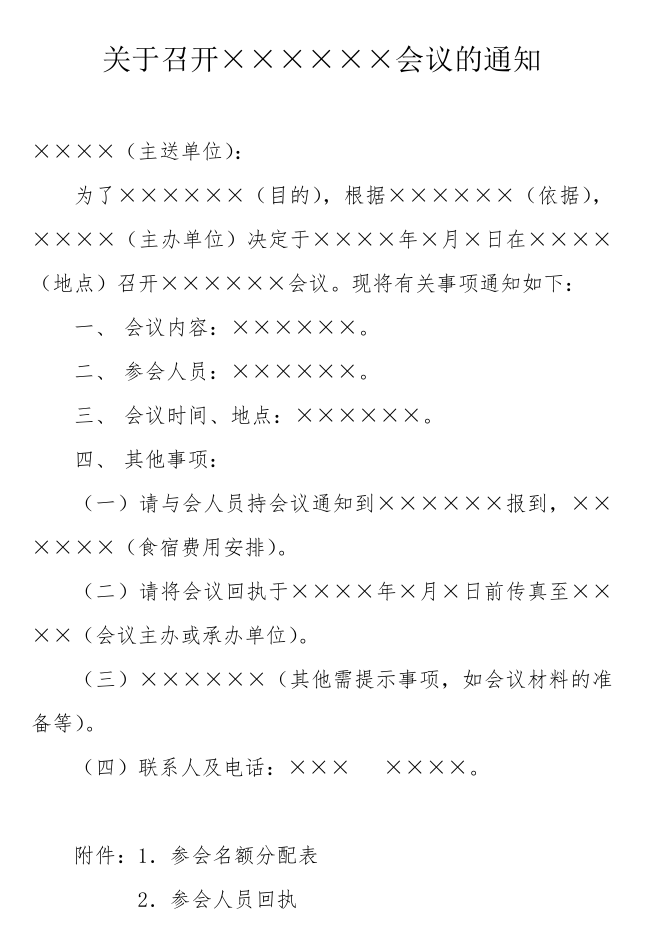 关于召开××××××会议的通知
××××（主送单位）：
为了××××××（目的），根据××××××（依据），
××××（主办单位）决定于××××年×月×日在××××
（地点）召开××××××会议。现将有关事项通知如下：
一、 会议内容：××××××。
二、 参会人员：××××××。
三、 会议时间、地点：××××××。
四、 其他事项：
（一）请与会人员持会议通知到××××××报到，××
××××（食宿费用安排）。
（二）请将会议回执于××××年×月×日前传真至××
××（会议主办或承办单位）。
（三）××××××（其他需提示事项，如会议材料的准
备等）。
（四）联系人及电话：××× ××××。
附件：1．参会名额分配表
2．参会人员回执